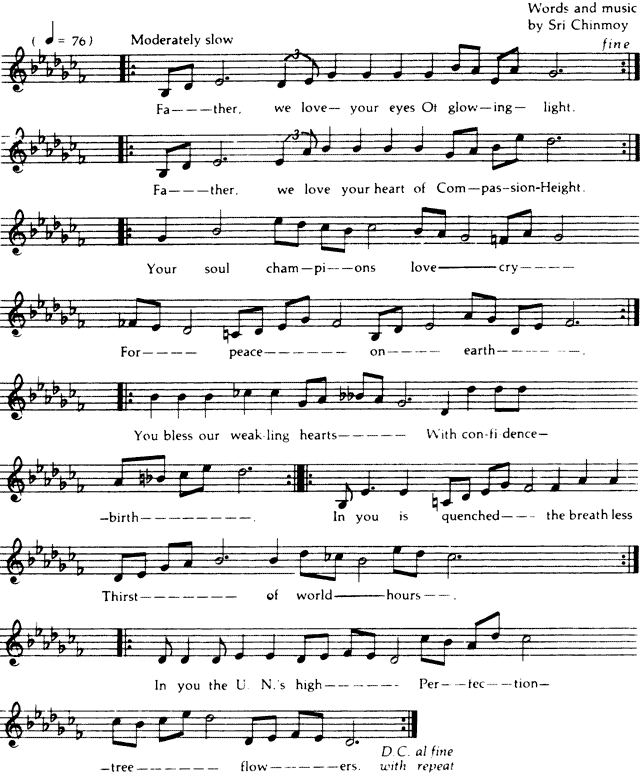 Words and music
by Sri Chinmoy
( ♩ = 76 ) Moderately slow fine
Fa---ther, we love- your eyes Of glow-ing- light.
Fa---ther, we love your heart of Com-pas-sion-Height.
Your soul cham-pi--ons love———cry----
For---- peace------- on---- earth------.
You bless our weak-ling hearts----- With con-fi-dence-
-birth--------. In you is quenched---- the breathless
Thirst------- of world———hours---.
In you the U. N.'s high------ Per--fec--tion-
-tree---- flow----ers.
D.C. al fine
with repeat